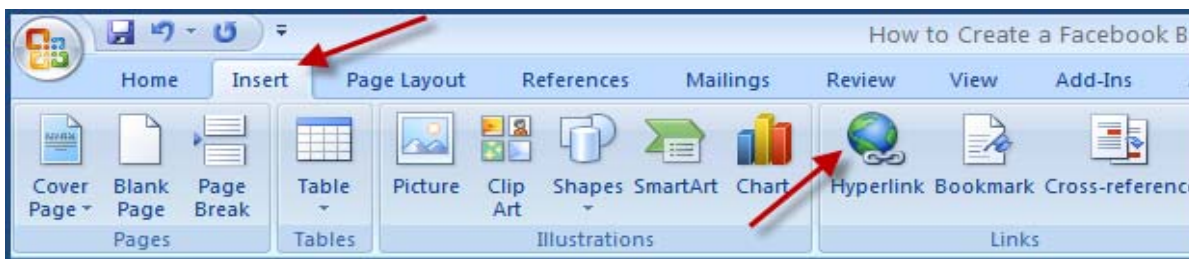 How to Create a Facebook B
Home Insert Page Layout References Mailings Review View Add-Ins
Cover Page Blank Page Page Break Table Picture Clip Art Shapes SmartArt Chart Hyperlink Bookmark Cross-referenc
Pages Tables Illustrations Links